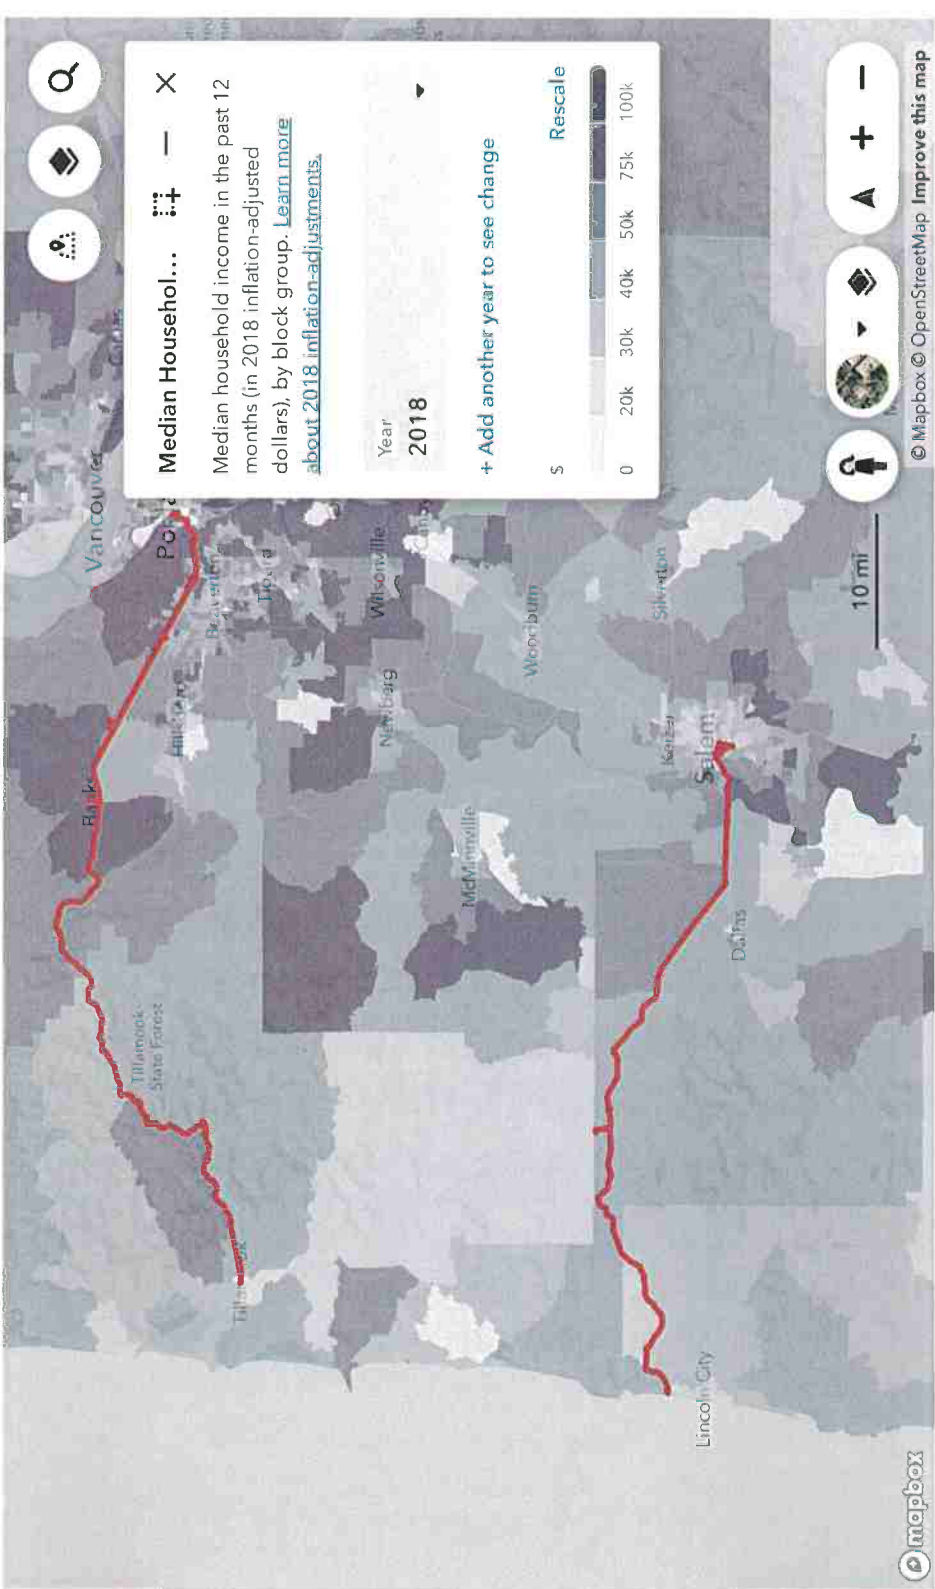 Median Househol...
Median household income in the past 12
months (in 2018 inflation-adjusted
dollars), by block group. Learn more
about 2018 inflation-adjustments.
Year
2018
+ Add another year to see change
$
Rescale
0 20k 30k 40k 50k 75k 100k
Vancouver
Beaverton
Tigard
Wilsonville
Newberg
Woodburn
McMinnville
Silverton
Keizer
Salem
Dallas
Tillamook
State Forest
Lincoln City
10 mi
mapbox
© Mapbox © OpenStreetMap Improve this map